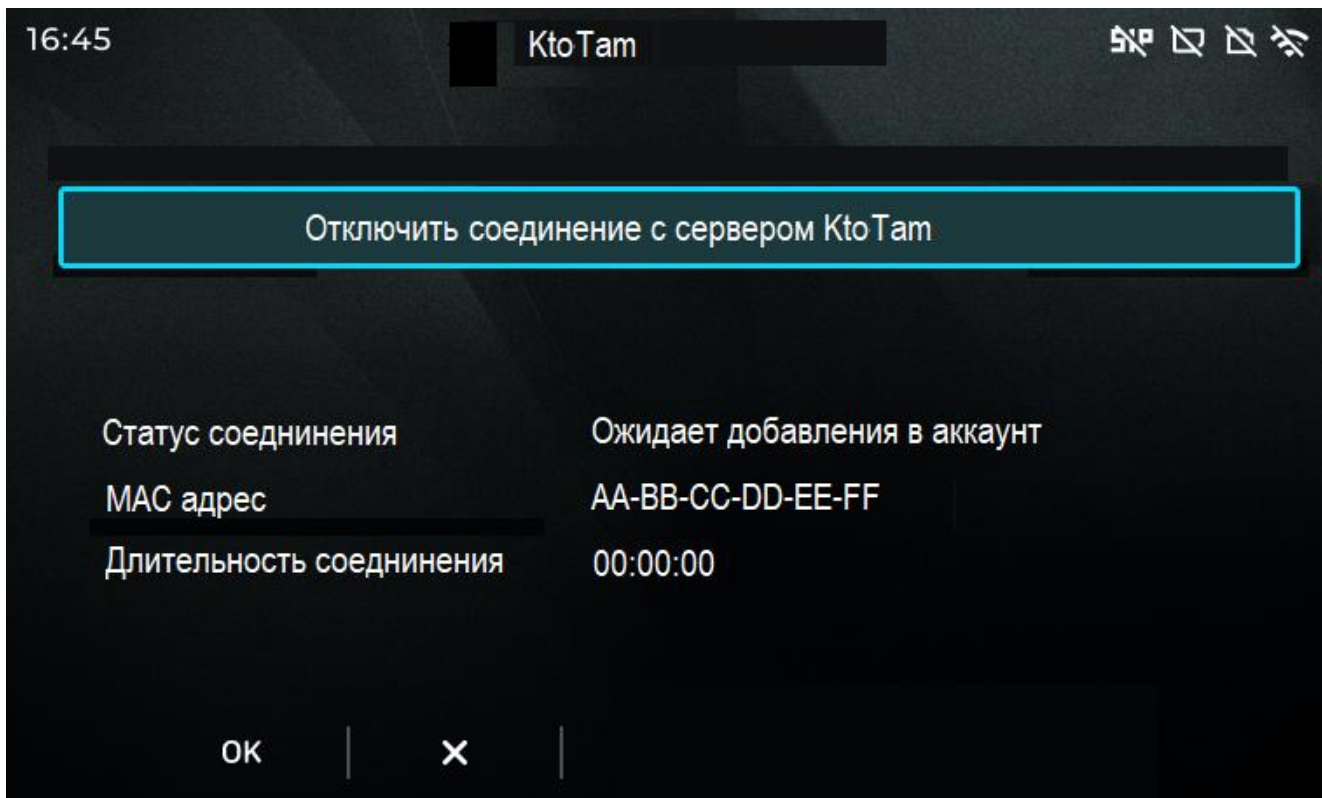 16:45
KtoTam
SIP
Отключить соединение с сервером KtoTam
Статус соеднинения
Ожидает добавления в аккаунт
MAC адрес
AA-BB-CC-DD-EE-FF
Длительность соеднинения
00:00:00
OK